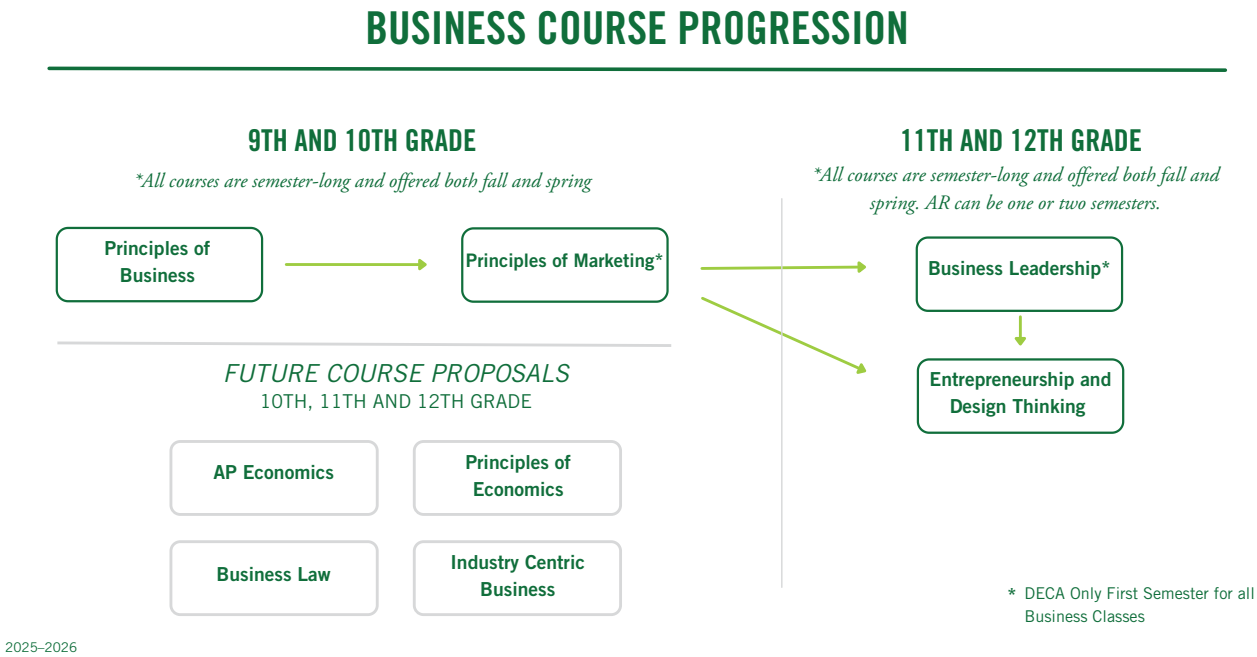 BUSINESS COURSE PROGRESSION
9TH AND 10TH GRADE
*All courses are semester-long and offered both fall and spring
Principles of
Business
Principles of Marketing*
FUTURE COURSE PROPOSALS
10TH, 11TH AND 12TH GRADE
AP Economics
Principles of
Economics
Business Law
Industry Centric
Business
11TH AND 12TH GRADE
*All courses are semester-long and offered both fall and
spring. AR can be one or two semesters.
Business Leadership*
Entrepreneurship and
Design Thinking
* DECA Only First Semester for all
Business Classes
2025–2026